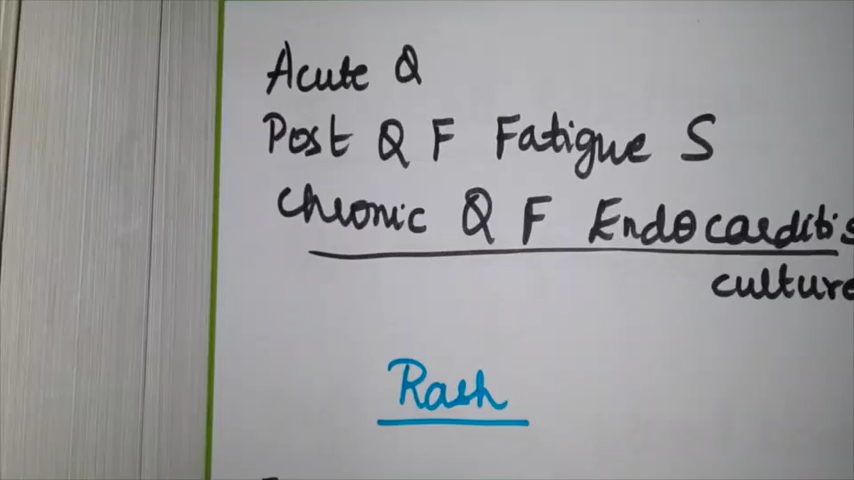 Acute Q
Post Q F Fatigue S
Chronic Q F Endocarditis
culture
Rash